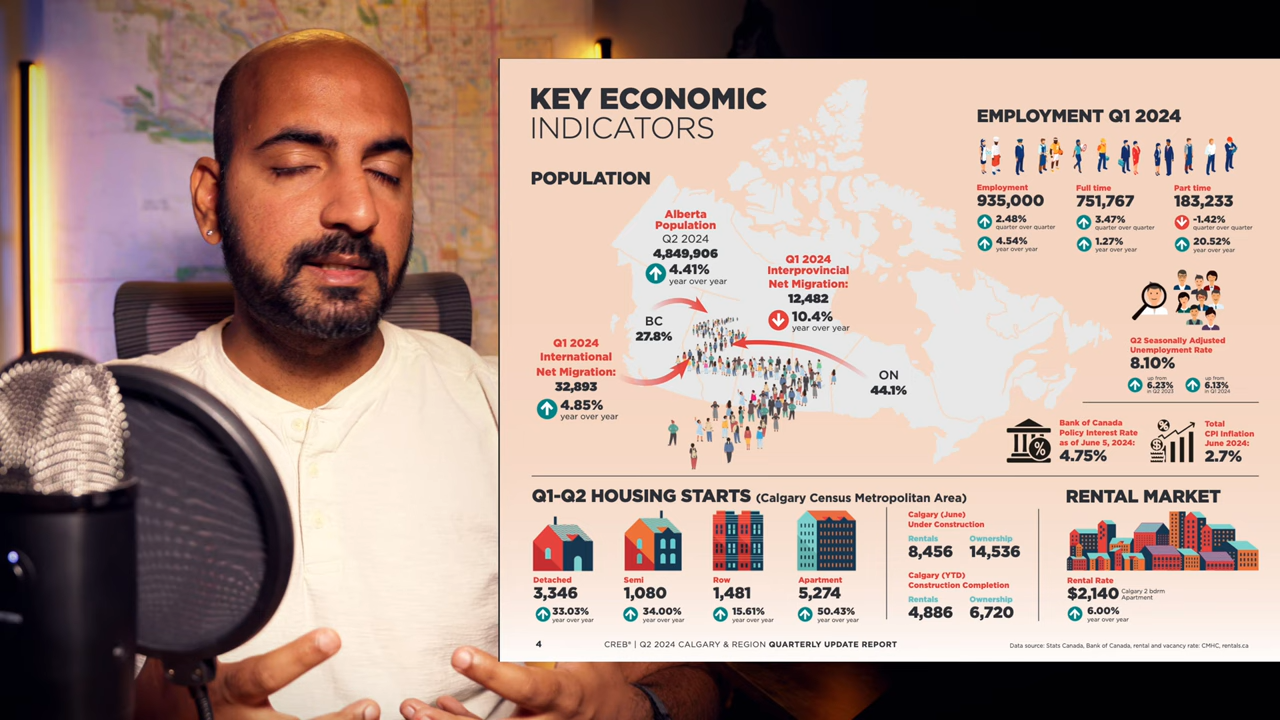 KEY ECONOMIC
INDICATORS
POPULATION
Alberta
Population
Q2 2024
4,849,906
4.41%
year over year
Q1 2024
Interprovincial
Net Migration:
12,482
10.4%
year over year
BC
27.8%
Q1 2024
International
Net Migration:
32,893
4.85%
year over year
ON
44.1%
EMPLOYMENT Q1 2024
Employment
935,000
2.48%
quarter over quarter
4.54%
year over year
Full time
751,767
3.47%
quarter over quarter
1.27%
year over year
Part time
183,233
-1.42%
quarter over quarter
20.52%
year over year
Q2 Seasonally Adjusted
Unemployment Rate
8.10%
up from
6.23%
in Q2 2023
up from
6.13%
in Q1 2024
Bank of Canada
Policy Interest Rate
as of June 5, 2024:
4.75%
Total
CPI Inflation
June 2024:
2.7%
Q1-Q2 HOUSING STARTS (Calgary Census Metropolitan Area)
Detached
3,346
33.03%
year over year
Semi
1,080
34.00%
year over year
Row
1,481
15.61%
year over year
Apartment
5,274
50.43%
year over year
Calgary (June)
Under Construction
Rentals Ownership
8,456 14,536
Calgary (YTD)
Construction Completion
Rentals Ownership
4,886 6,720
RENTAL MARKET
Rental Rate
$2,140 Calgary 2 bdrm
Apartment
6.00%
year over year
4 CREB® | Q2 2024 CALGARY & REGION QUARTERLY UPDATE REPORT
Data source: Stats Canada, Bank of Canada, rental and vacancy rate: CMHC, rentals.ca